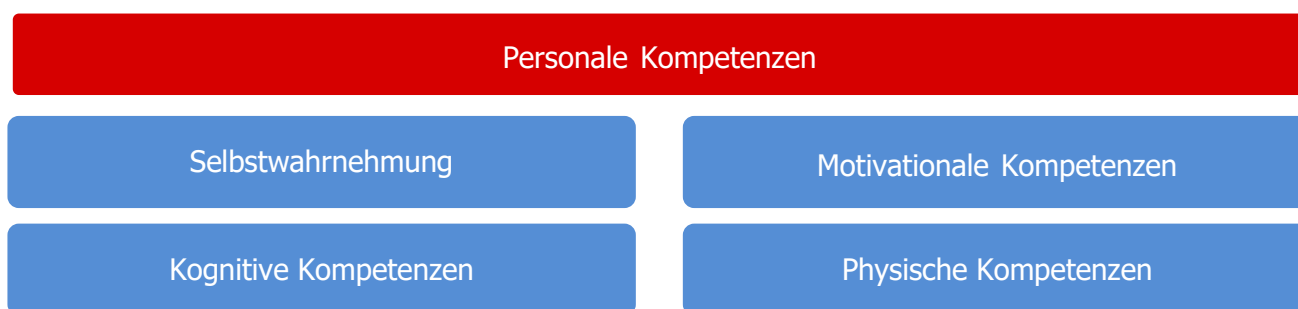 Personale Kompetenzen
Selbstwahrnehmung
Motivationale Kompetenzen
Kognitive Kompetenzen
Physische Kompetenzen